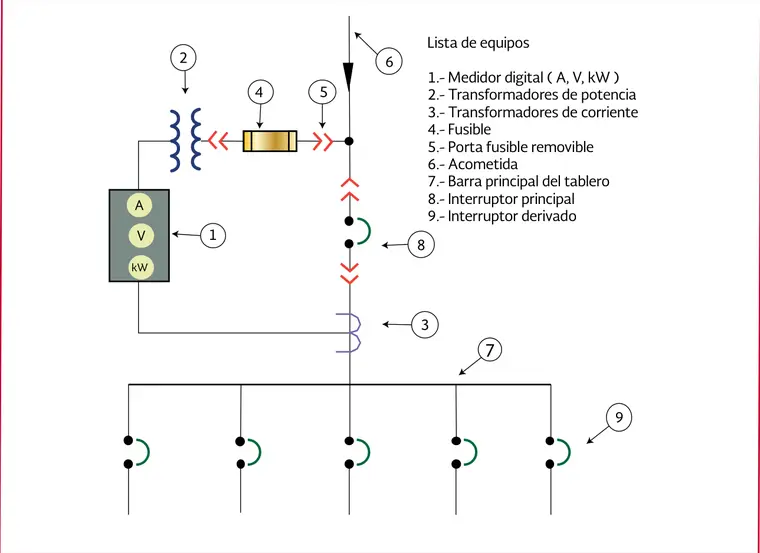 Lista de equipos
1.- Medidor digital ( A, V, kW )
2.- Transformadores de potencia
3.- Transformadores de corriente
4.- Fusible
5.- Porta fusible removible
6.- Acometida
7.- Barra principal del tablero
8.- Interruptor principal
9.- Interruptor derivado
2
6
4
5
A
V
kW
1
8
3
7
9